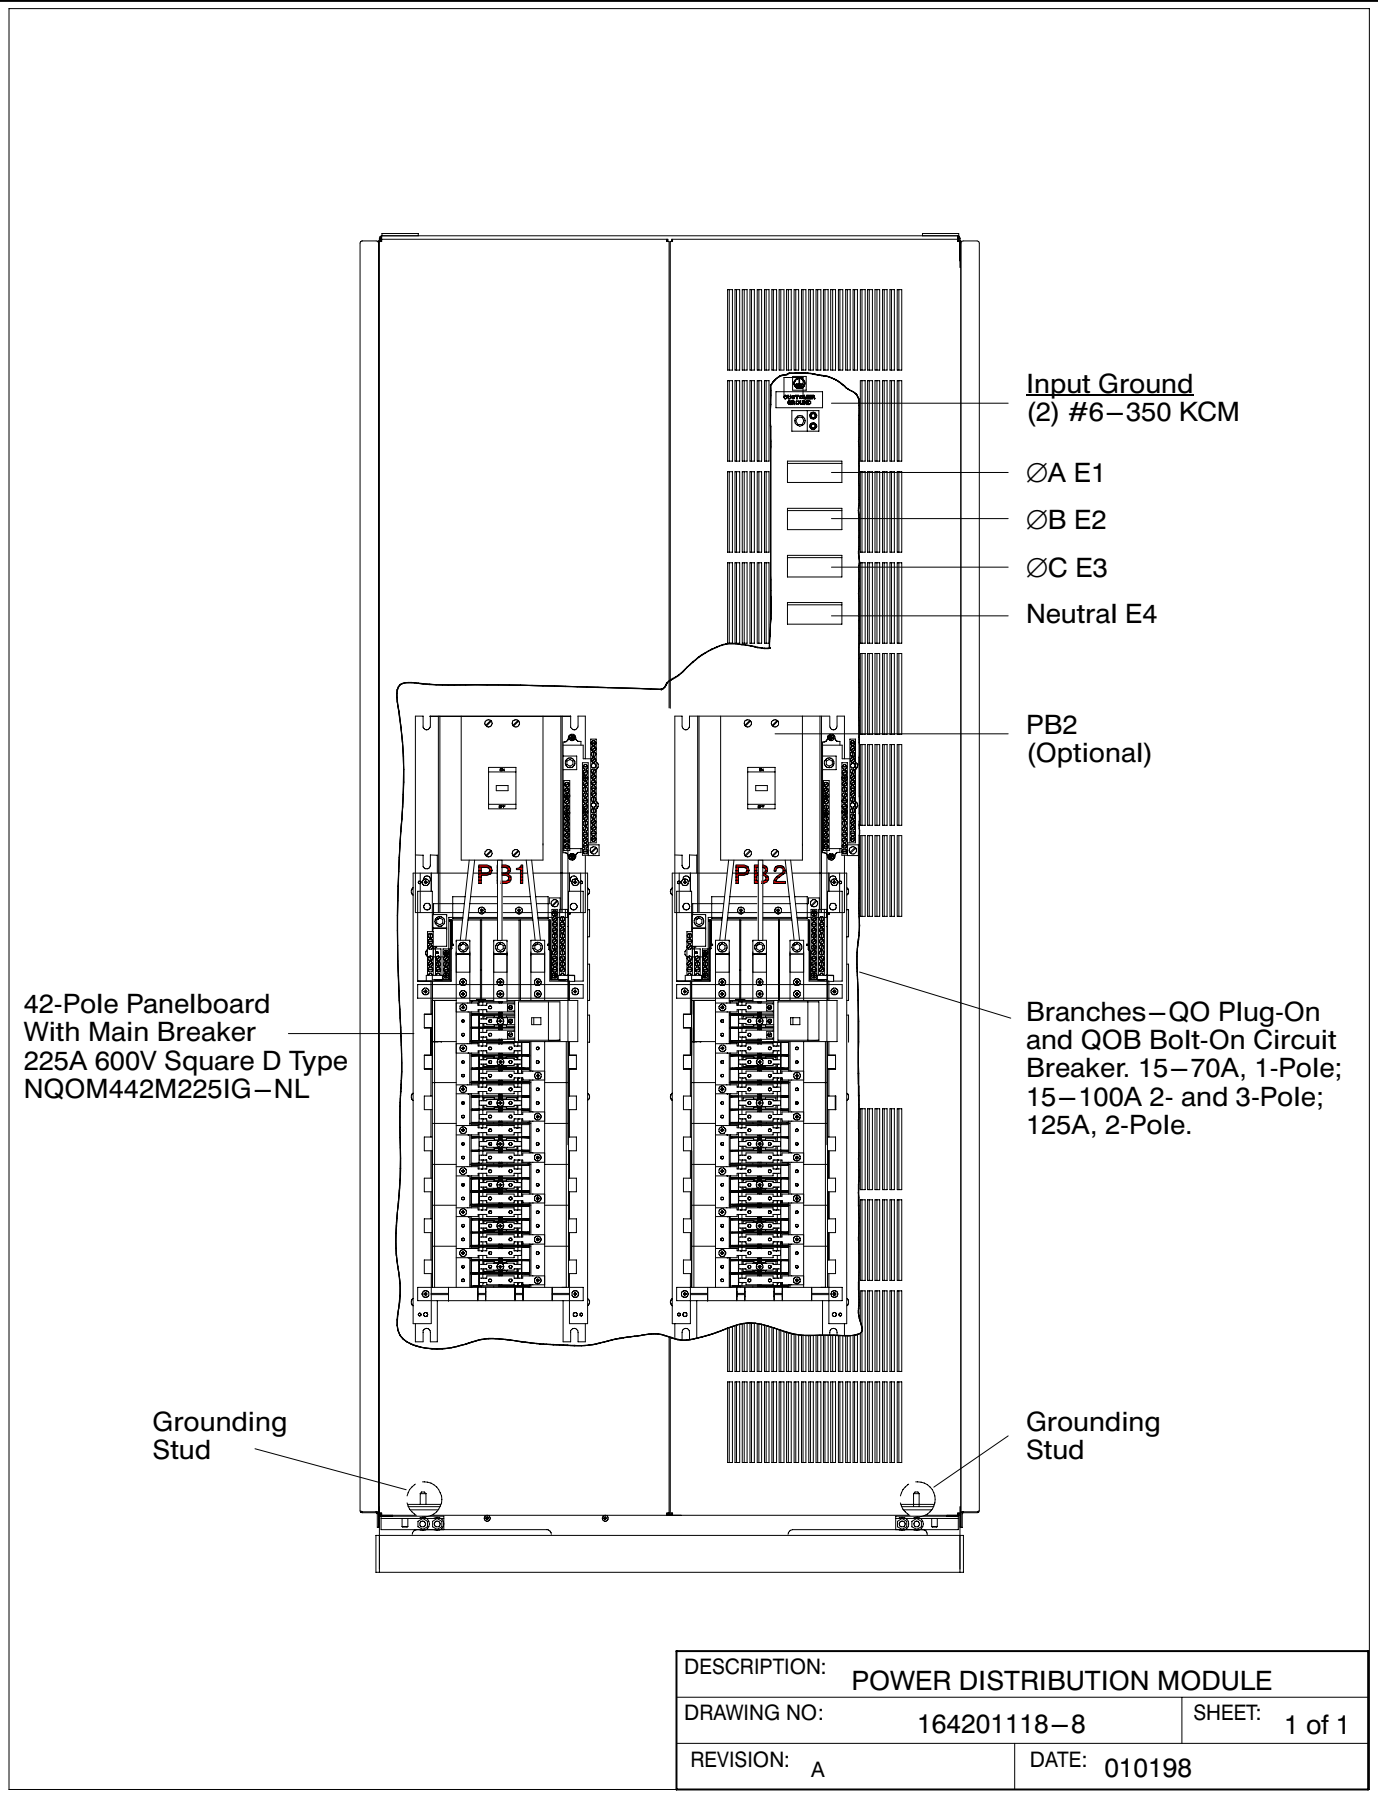 CUSTOMER
GROUND
Input Ground
(2) #6–350 KCM
∅A E1
∅B E2
∅C E3
Neutral E4
PB2
(Optional)
PB1
PB2
42-Pole Panelboard
With Main Breaker
225A 600V Square D Type
NQOM442M225IG–NL
Branches–QO Plug-On
and QOB Bolt-On Circuit
Breaker. 15–70A, 1-Pole;
15–100A 2- and 3-Pole;
125A, 2-Pole.
Grounding
Stud
Grounding
Stud
DESCRIPTION: POWER DISTRIBUTION MODULE
DRAWING NO: 164201118–8
SHEET: 1 of 1
REVISION: A
DATE: 010198